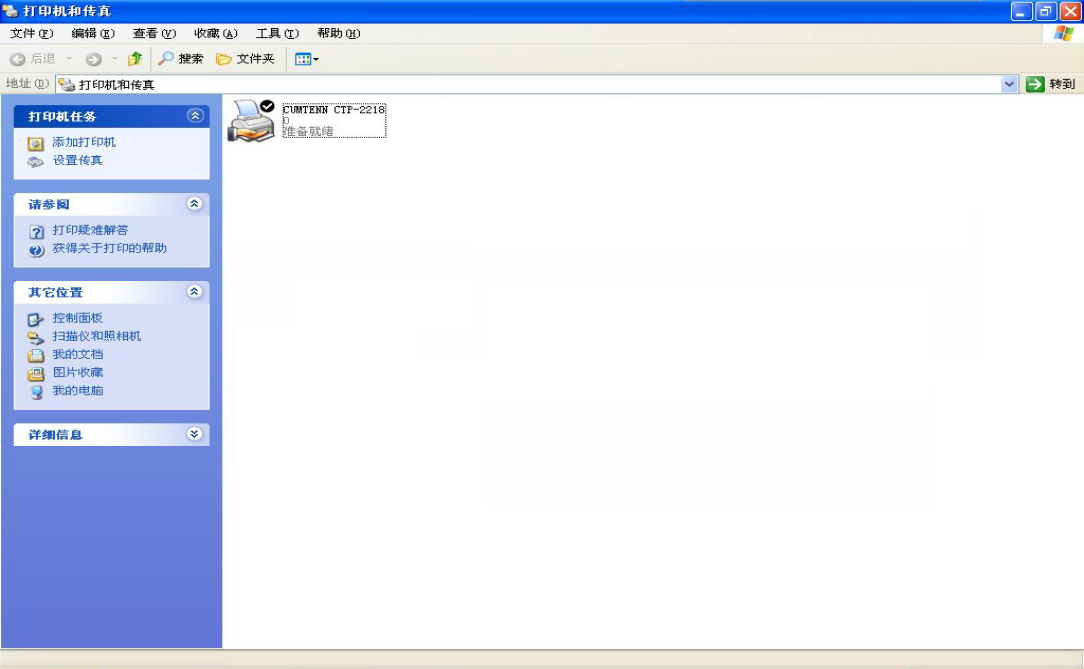 打印机和传真
文件(F) 编辑(E) 查看(V) 收藏(A) 工具(T) 帮助(H)
后退 搜索 文件夹
地址(D) 打印机和传真 转到
打印机任务
添加打印机
设置传真
请参阅
打印疑难解答
获得关于打印的帮助
其它位置
控制面板
扫描仪和照相机
我的文档
图片收藏
我的电脑
详细信息
CUMTENN CTP-2218
0
准备就绪